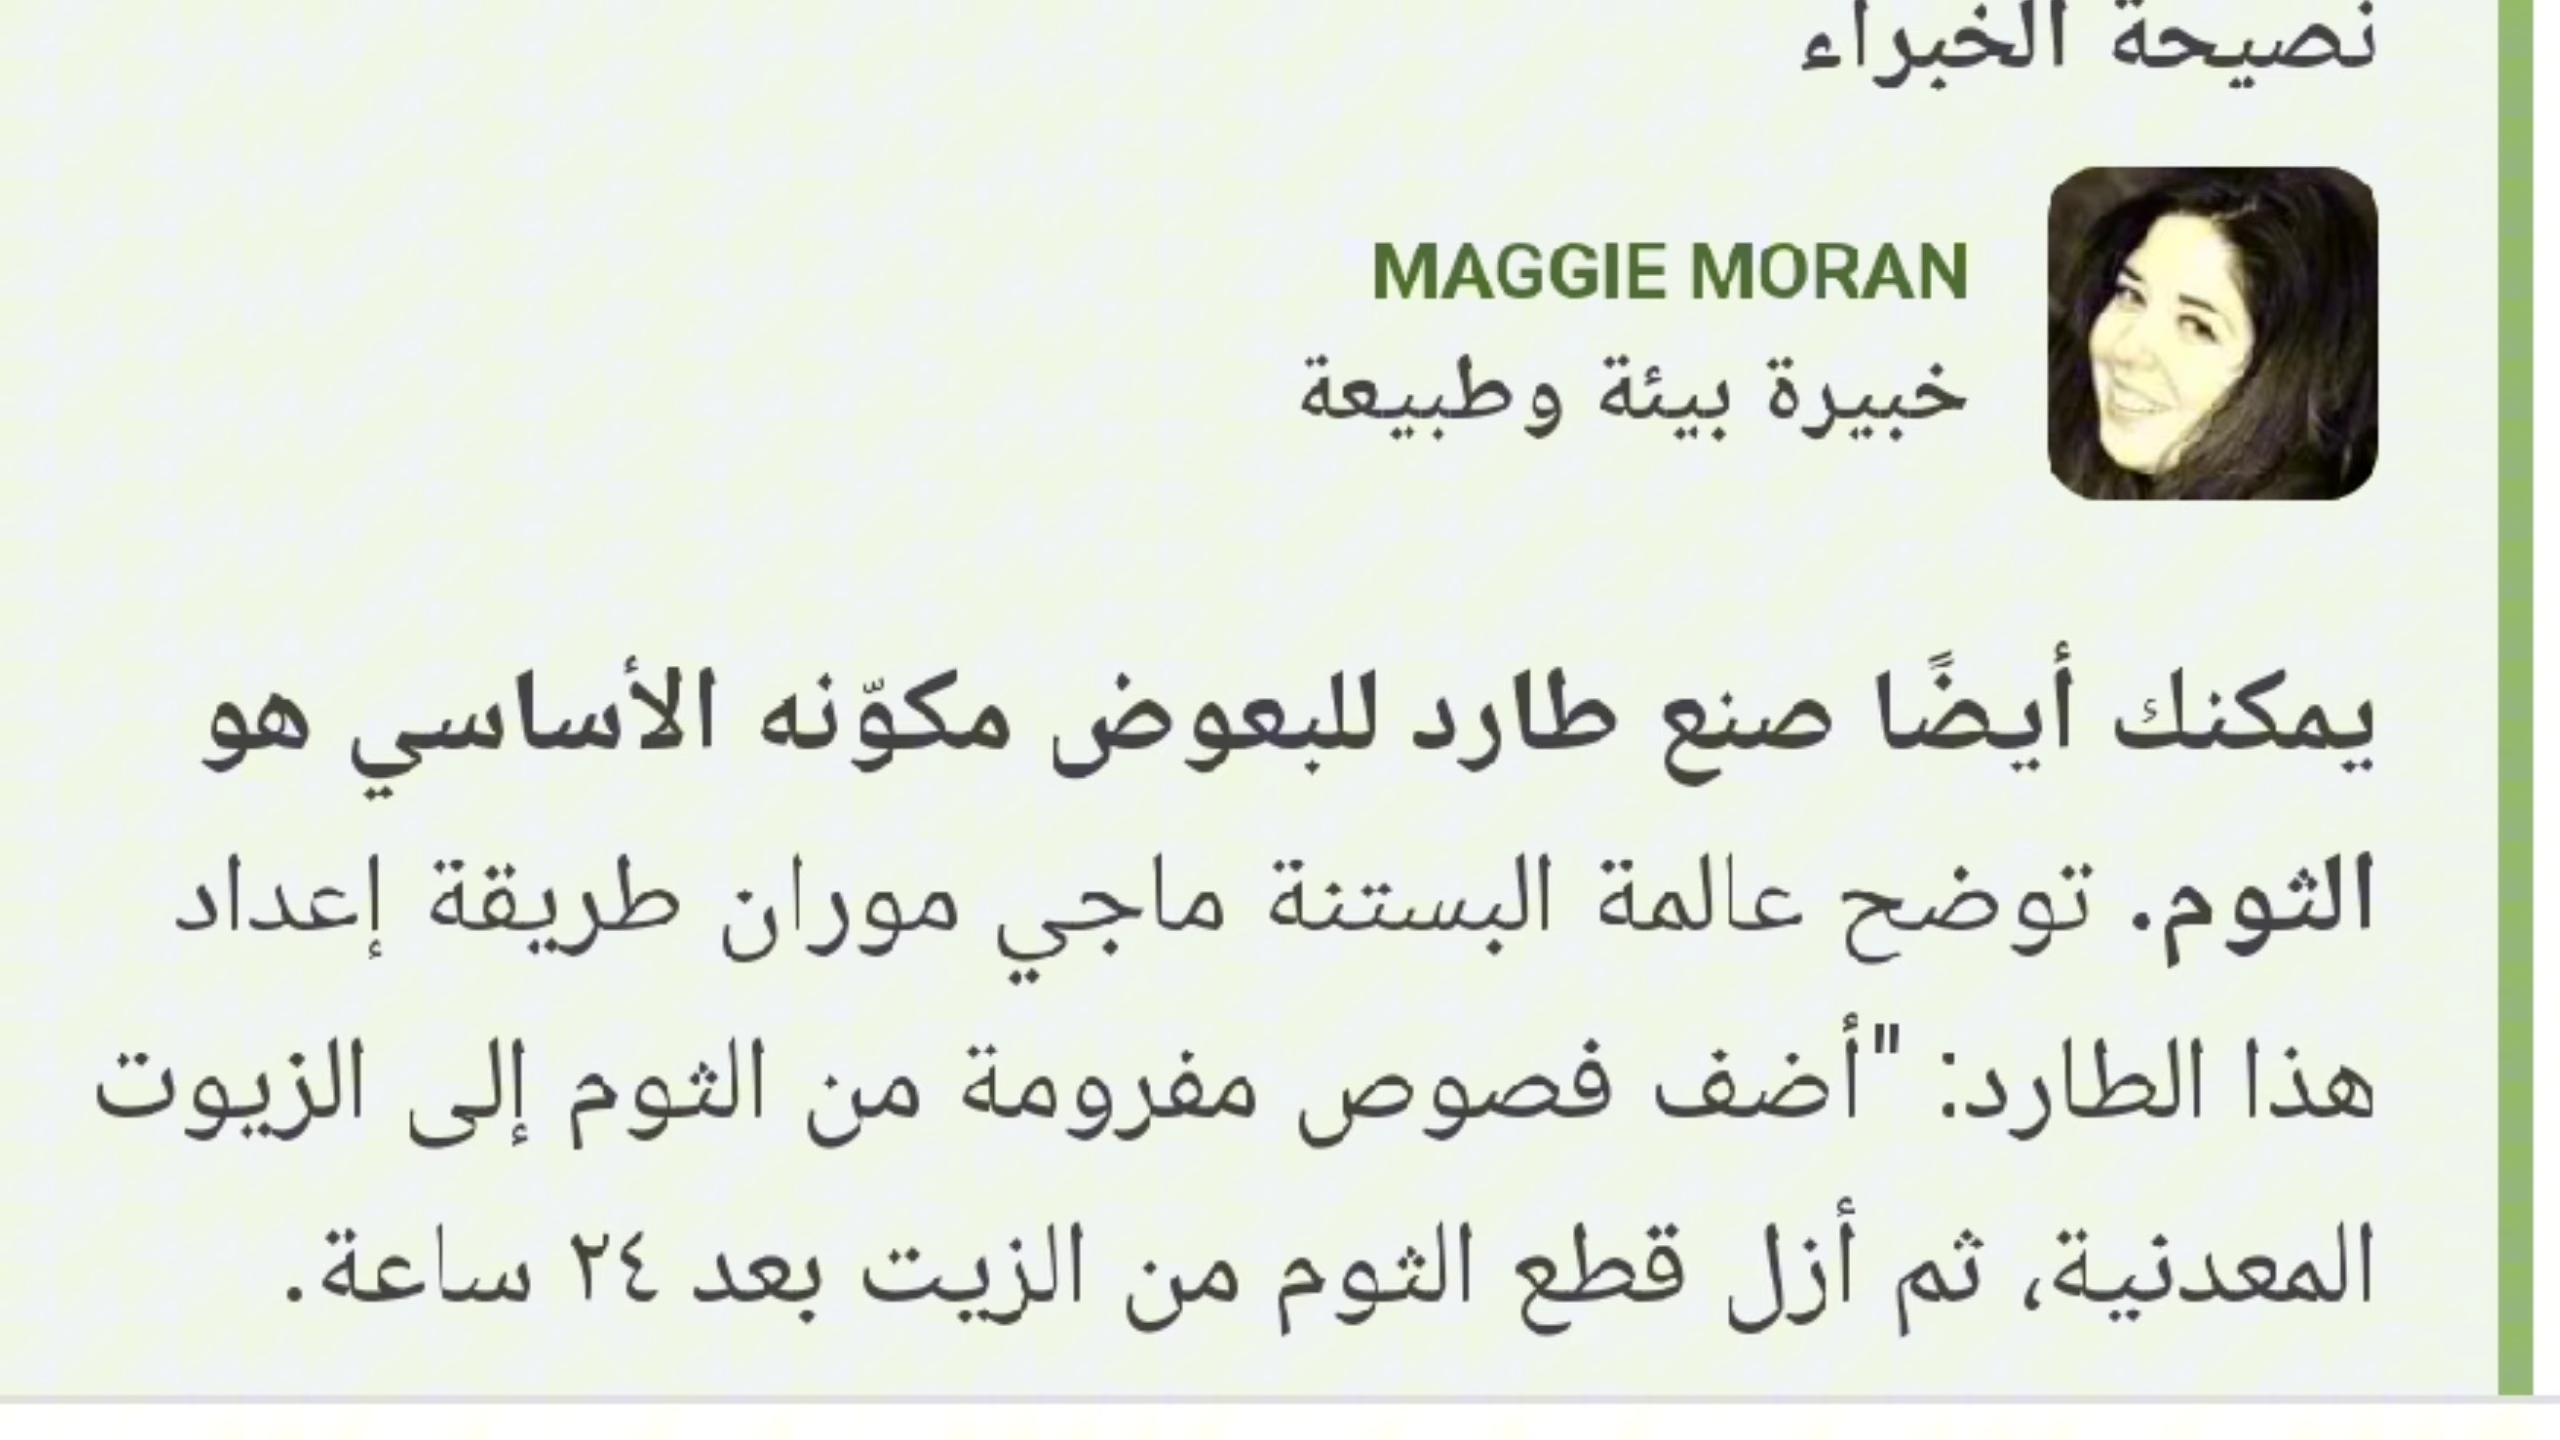 نصيحة الخبراء
MAGGIE MORAN
خبيرة بيئة وطبيعة
يمكنك أيضًا صنع طارد للبعوض مكوّنه الأساسي هو
الثوم. توضح عالمة البستنة ماجي موران طريقة إعداد
هذا الطارد: "أضف فصوص مفرومة من الثوم إلى الزيوت
المعدنية، ثم أزل قطع الثوم من الزيت بعد ٢٤ ساعة.